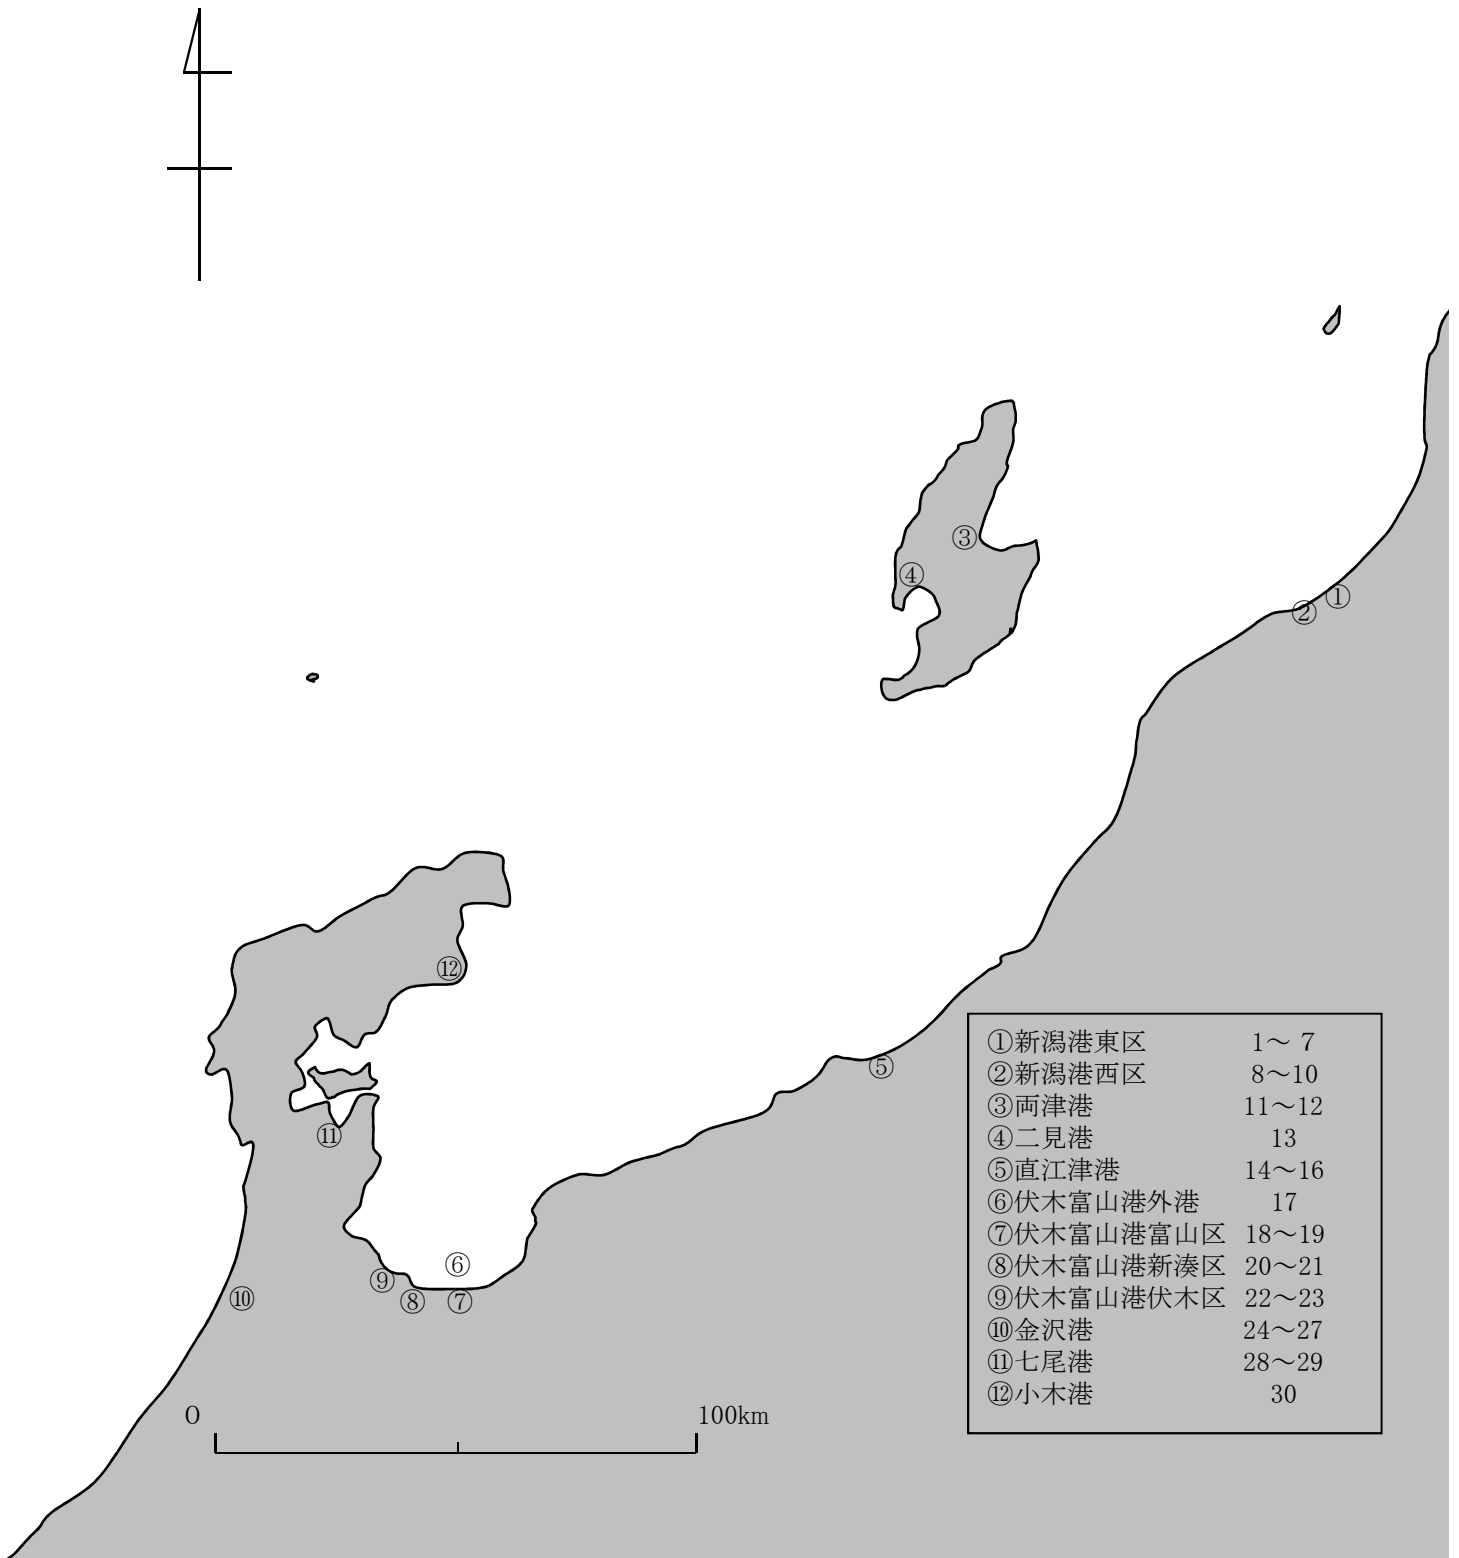 ③
④
①
②
⑫
①新潟港東区 1～ 7
②新潟港西区 8～10
③両津港 11～12
④二見港 13
⑤直江津港 14～16
⑥伏木富山港外港 17
⑦伏木富山港富山区 18～19
⑧伏木富山港新湊区 20～21
⑨伏木富山港伏木区 22～23
⑩金沢港 24～27
⑪七尾港 28～29
⑫小木港 30
⑤
⑪
⑥
⑨
⑧
⑦
⑩
0 100km